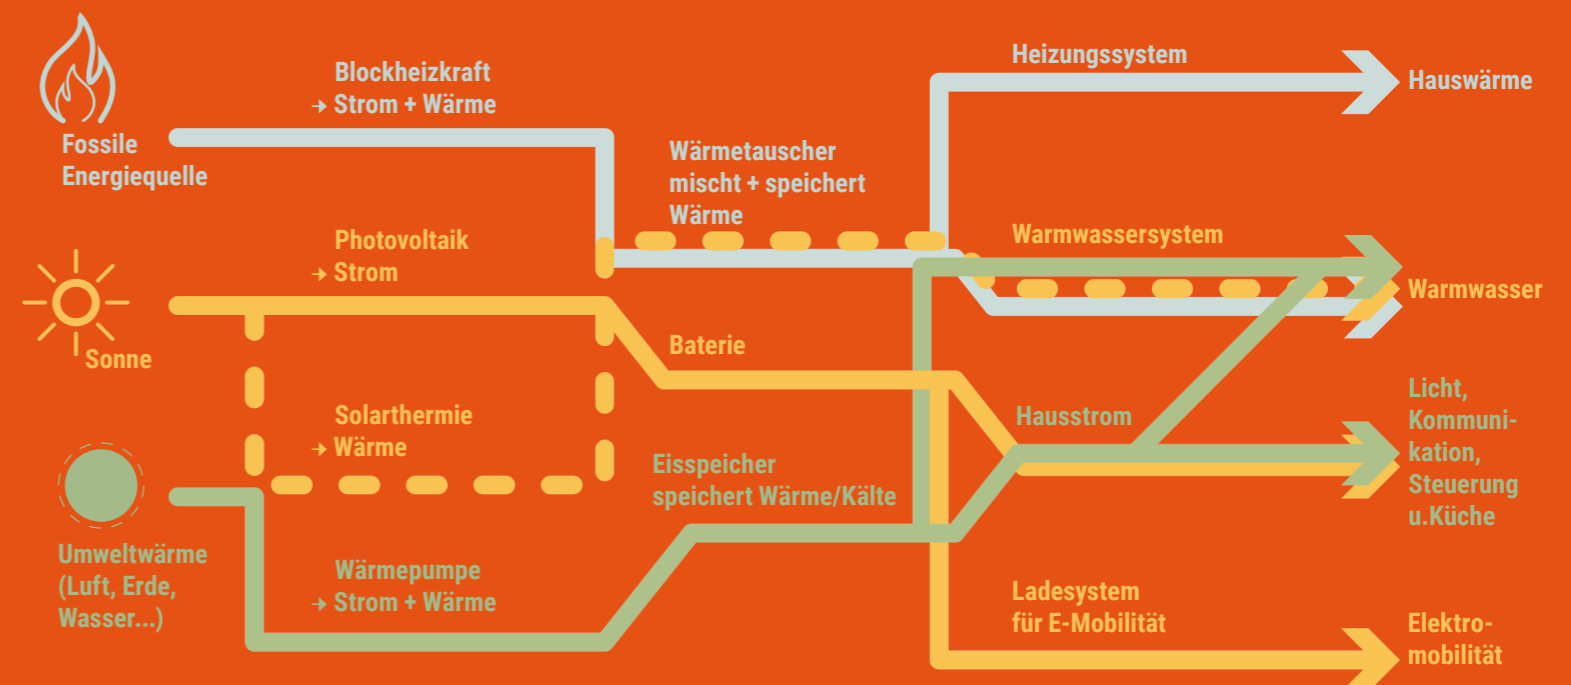 Fossile
Energiequelle
Blockheizkraft
→ Strom + Wärme
Wärmetauscher
mischt + speichert
Wärme
Heizungssystem
Hauswärme
Sonne
Photovoltaik
→ Strom
Solarthermie
→ Wärme
Baterie
Warmwassersystem
Warmwasser
Hausstrom
Licht,
Kommuni-
kation,
Steuerung
u.Küche
Umweltwärme
(Luft, Erde,
Wasser...)
Wärmepumpe
→ Strom + Wärme
Eisspeicher
speichert Wärme/Kälte
Ladesystem
für E-Mobilität
Elektro-
mobilität